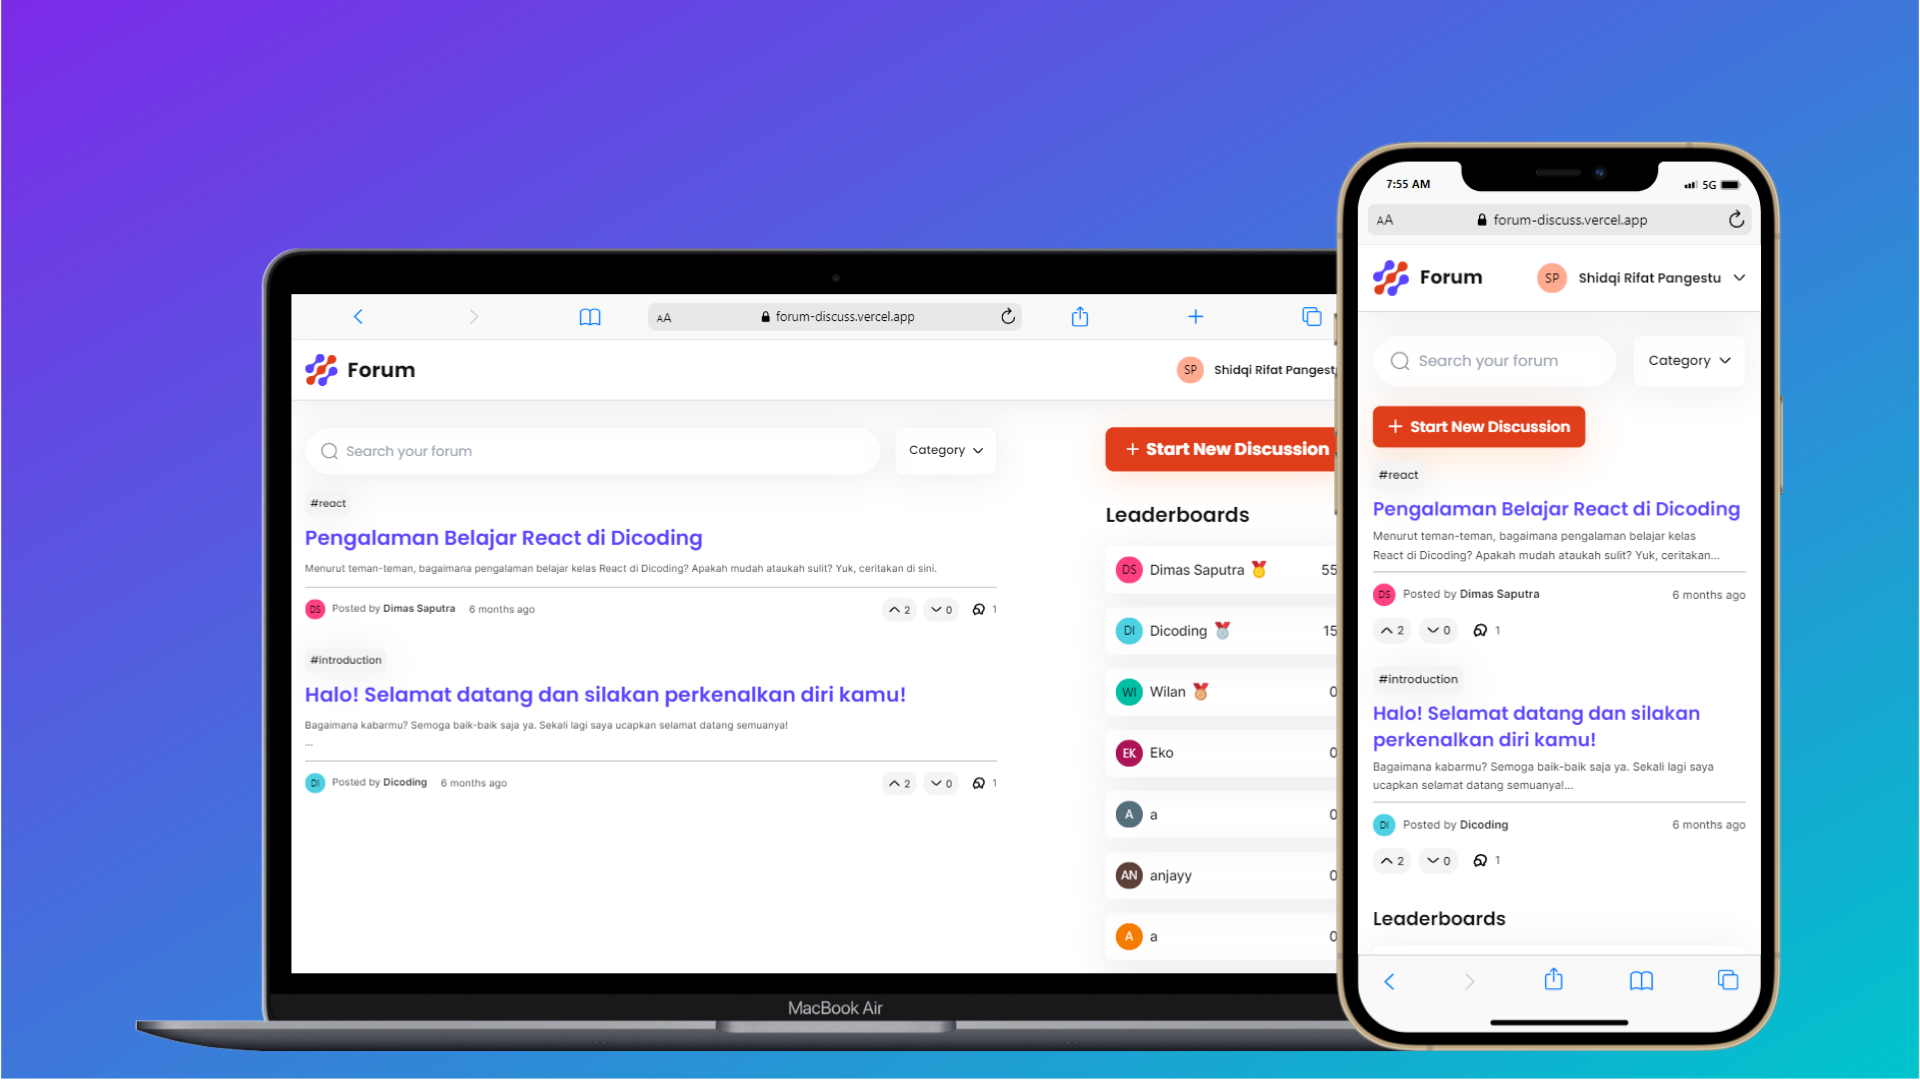 AA
forum-discuss.vercel.app
Forum
SP
Shidqi Rifat Pangest
Search your forum
Category
#react
Pengalaman Belajar React di Dicoding
Menurut teman-teman, bagaimana pengalaman belajar kelas React di Dicoding? Apakah mudah ataukah sulit? Yuk, ceritakan di sini.
DS Posted by Dimas Saputra 6 months ago 2 0 1
#introduction
Halo! Selamat datang dan silakan perkenalkan diri kamu!
Bagaimana kabarmu? Semoga baik-baik saja ya. Sekali lagi saya ucapkan selamat datang semuanya!
...
DI Posted by Dicoding 6 months ago 2 0 1
+ Start New Discussion
Leaderboards
DS Dimas Saputra 55
DI Dicoding 15
WI Wilan 0
EK Eko 0
A a 0
AN anjayy 0
A a 0
MacBook Air
7:55 AM
5G
AA
forum-discuss.vercel.app
Forum
SP
Shidqi Rifat Pangestu
Search your forum
Category
+ Start New Discussion
#react
Pengalaman Belajar React di Dicoding
Menurut teman-teman, bagaimana pengalaman belajar kelas
React di Dicoding? Apakah mudah ataukah sulit? Yuk, ceritakan...
DS Posted by Dimas Saputra 6 months ago
2 0 1
#introduction
Halo! Selamat datang dan silakan
perkenalkan diri kamu!
Bagaimana kabarmu? Semoga baik-baik saja ya. Sekali lagi saya
ucapkan selamat datang semuanya!...
DI Posted by Dicoding 6 months ago
2 0 1
Leaderboards